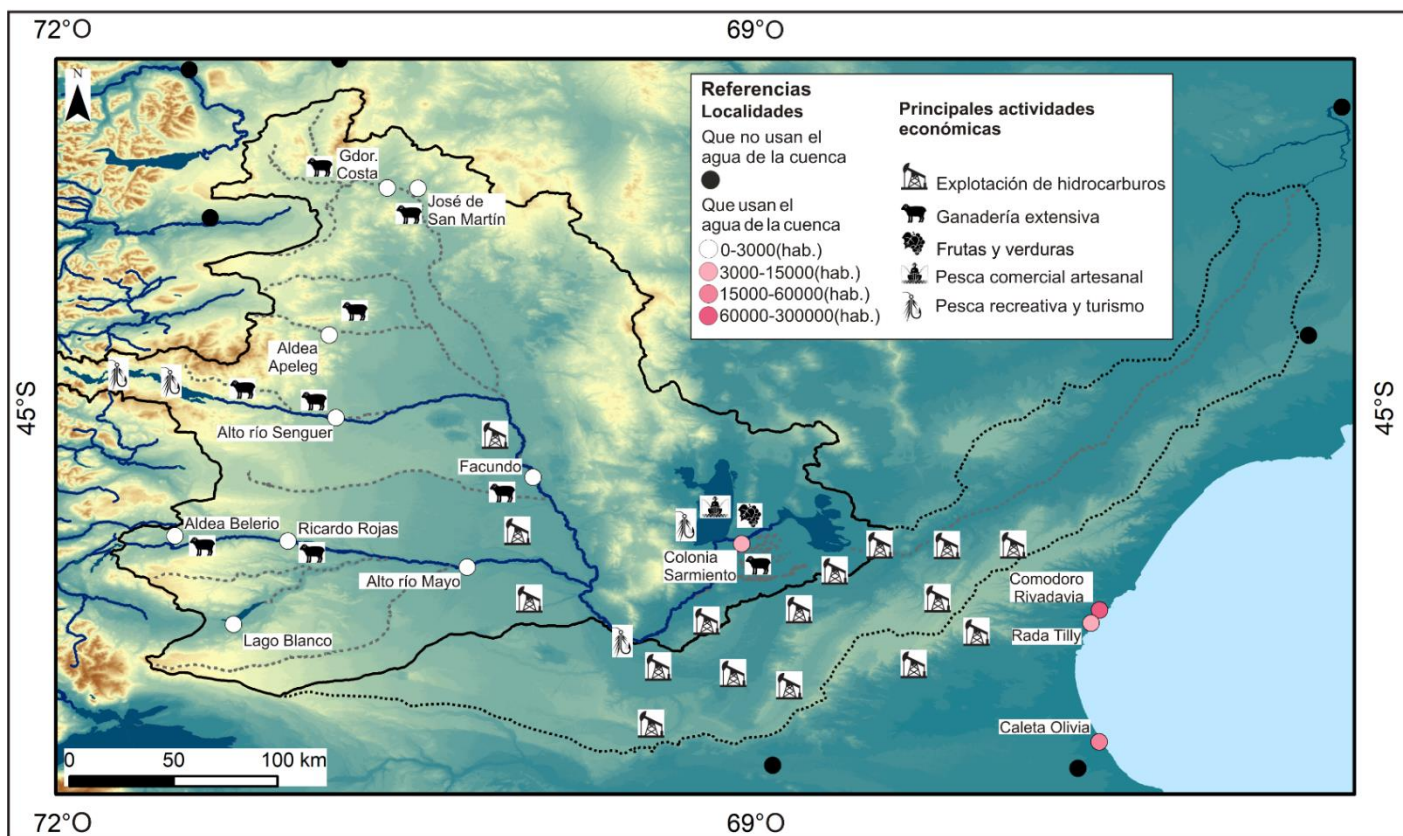 72°O
69°O
N
Referencias
Localidades
Que no usan el
agua de la cuenca
Que usan el
agua de la cuenca
0-3000(hab.)
3000-15000(hab.)
15000-60000(hab.)
60000-300000(hab.)
Principales actividades
económicas
Explotación de hidrocarburos
Ganadería extensiva
Frutas y verduras
Pesca comercial artesanal
Pesca recreativa y turismo
Gdor.
Costa
José de
San Martín
Aldea
Apeleg
45°S
45°S
Alto río Senguer
Facundo
Aldea Belerio
Ricardo Rojas
Alto río Mayo
Colonia
Sarmiento
Lago Blanco
Comodoro
Rivadavia
Rada Tilly
Caleta Olivia
0
50
100 km
72°O
69°O